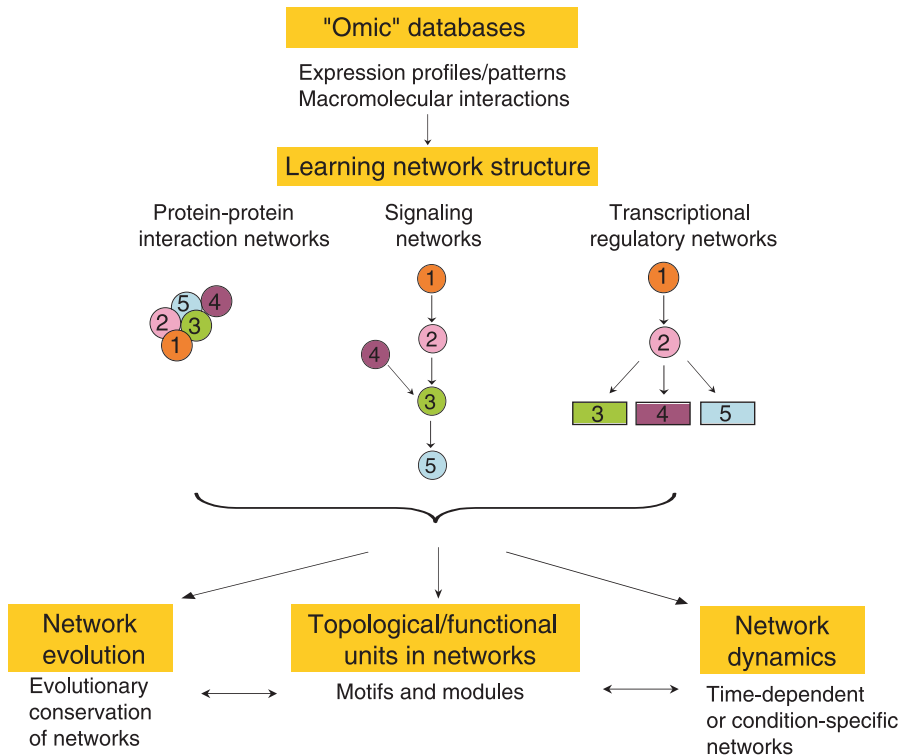 "Omic" databases
Expression profiles/patterns
Macromolecular interactions
Learning network structure
Protein-protein
interaction networks
5
4
2
3
1
Signaling
networks
1
2
4
3
5
Transcriptional
regulatory networks
1
2
3
4
5
Network
evolution
Evolutionary
conservation
of networks
Topological/functional
units in networks
Motifs and modules
Network
dynamics
Time-dependent
or condition-specific
networks